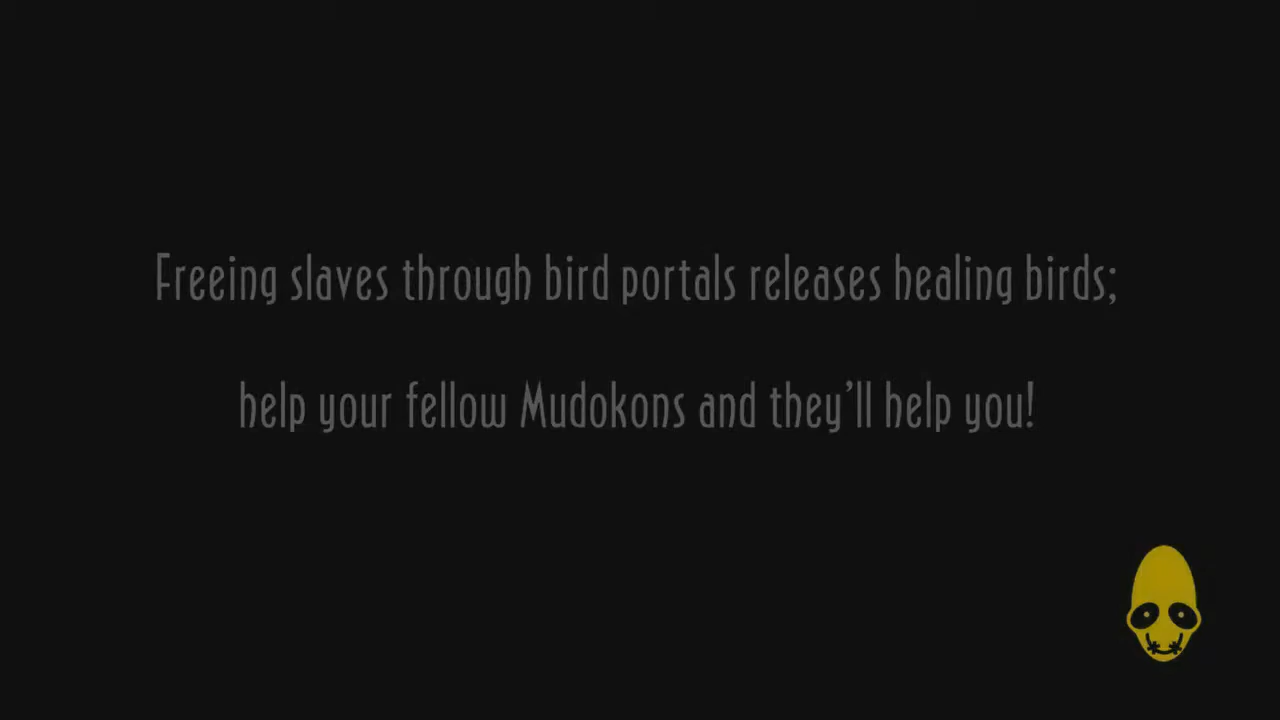 Freeing slaves through bird portals releases healing birds;
help your fellow Mudokons and they’ll help you!